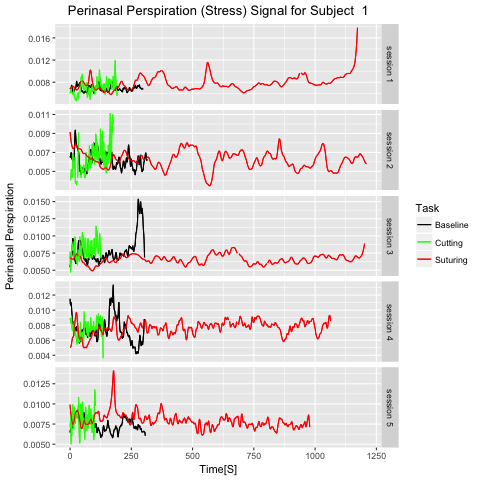 Perinasal Perspiration (Stress) Signal for Subject 1
Perinasal Perspiration
0.016
0.012
0.008
session 1
0.011
0.009
0.007
0.005
session 2
0.0150
0.0125
0.0100
0.0075
0.0050
session 3
0.012
0.010
0.008
0.006
0.004
session 4
0.0125
0.0100
0.0075
0.0050
session 5
0
250
500
750
1000
1250
Time[S]
Task
Baseline
Cutting
Suturing